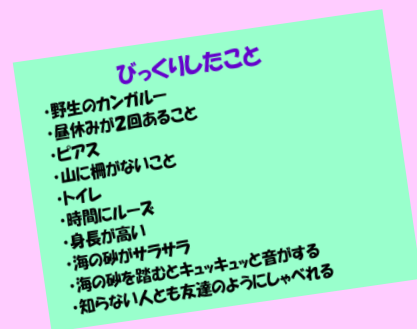 びっくりしたこと
・野生のカンガルー
・昼休みが2回あること
・ピアス
・山に柵がないこと
・トイレ
・時間にルーズ
・身長が高い
・海の砂がサラサラ
・海の砂を踏むとキュッキュッと音がする
・知らない人とも友達のようにしゃべれる